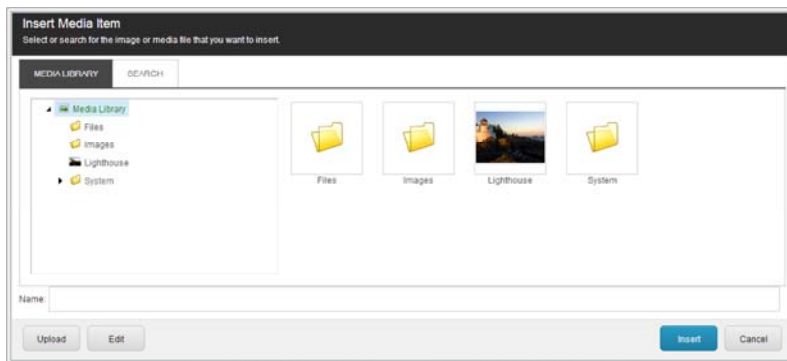 Insert Media Item
Select or search for the image or media file that you want to insert.
MEDIA LIBRARY SEARCH
Media Library
Files
Images
Lighthouse
System
Files Images Lighthouse System
Name:
Upload Edit Insert Cancel